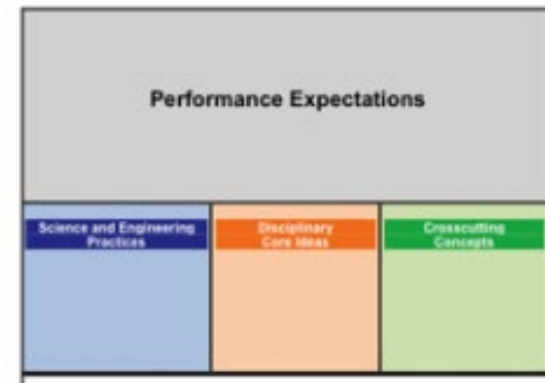 Performance Expectations
Science and Engineering
Practices
Disciplinary
Core Ideas
Crosscutting
Concepts